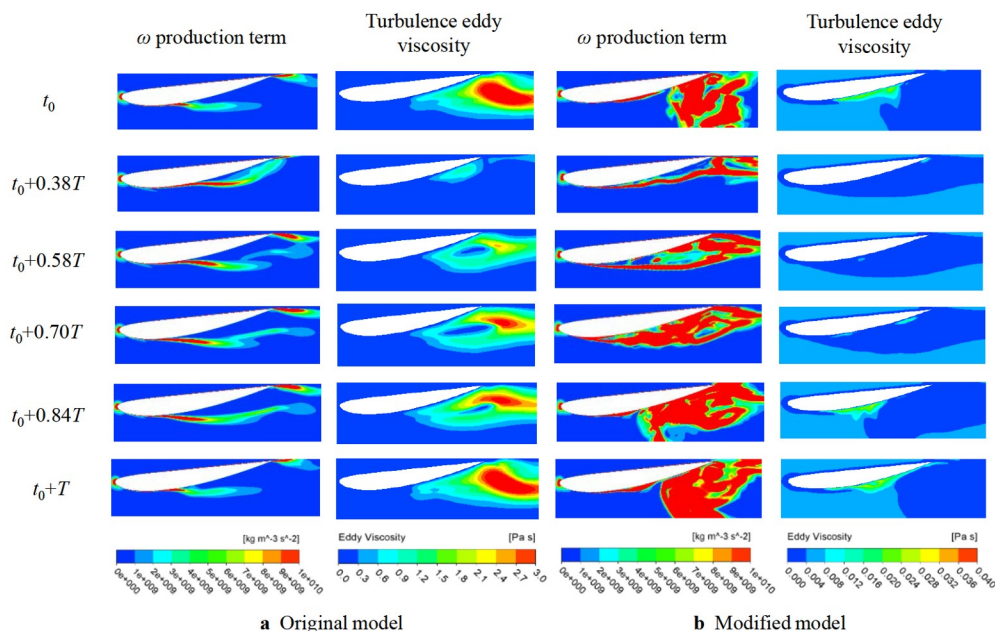 ω production term
Turbulence eddy
viscosity
ω production term
Turbulence eddy
viscosity
t0
t0+0.38T
t0+0.58T
t0+0.70T
t0+0.84T
t0+T
[kg m^-3 s^-2]
0e+000
1e+009
2e+009
3e+009
4e+009
5e+009
6e+009
7e+009
8e+009
9e+009
1e+010
Eddy Viscosity [Pa s]
0.0
0.3
0.6
0.9
1.2
1.5
1.8
2.1
2.4
2.7
3.0
[kg m^-3 s^-2]
0e+000
1e+009
2e+009
3e+009
4e+009
5e+009
6e+009
7e+009
8e+009
9e+009
1e+010
Eddy Viscosity [Pa s]
0.000
0.004
0.008
0.012
0.016
0.020
0.024
0.028
0.032
0.036
0.040
a Original model
b Modified model